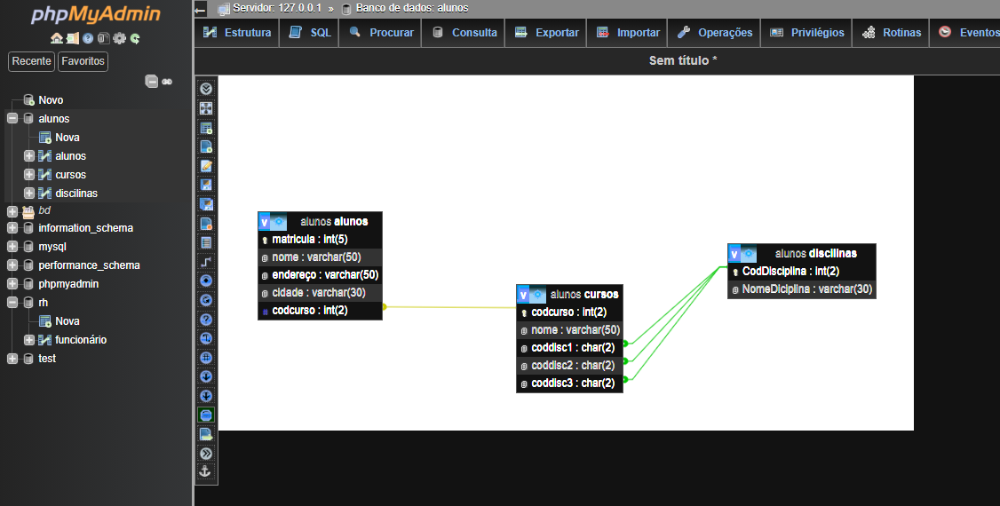 phpMyAdmin
Recente Favoritos
Novo
alunos
Nova
alunos
cursos
discilinas
bd
information_schema
mysql
performance_schema
phpmyadmin
rh
Nova
funcionário
test
Servidor: 127.0.0.1 » Banco de dados: alunos
Estrutura SQL Procurar Consulta Exportar Importar Operações Privilégios Rotinas Eventos
Sem título *
alunos alunos
matricula : int(5)
nome : varchar(50)
endereço : varchar(50)
cidade : varchar(30)
codcurso : int(2)
alunos cursos
codcurso : int(2)
nome : varchar(50)
coddisc1 : char(2)
coddisc2 : char(2)
coddisc3 : char(2)
alunos discilinas
CodDisciplina : int(2)
NomeDiciplina : varchar(30)